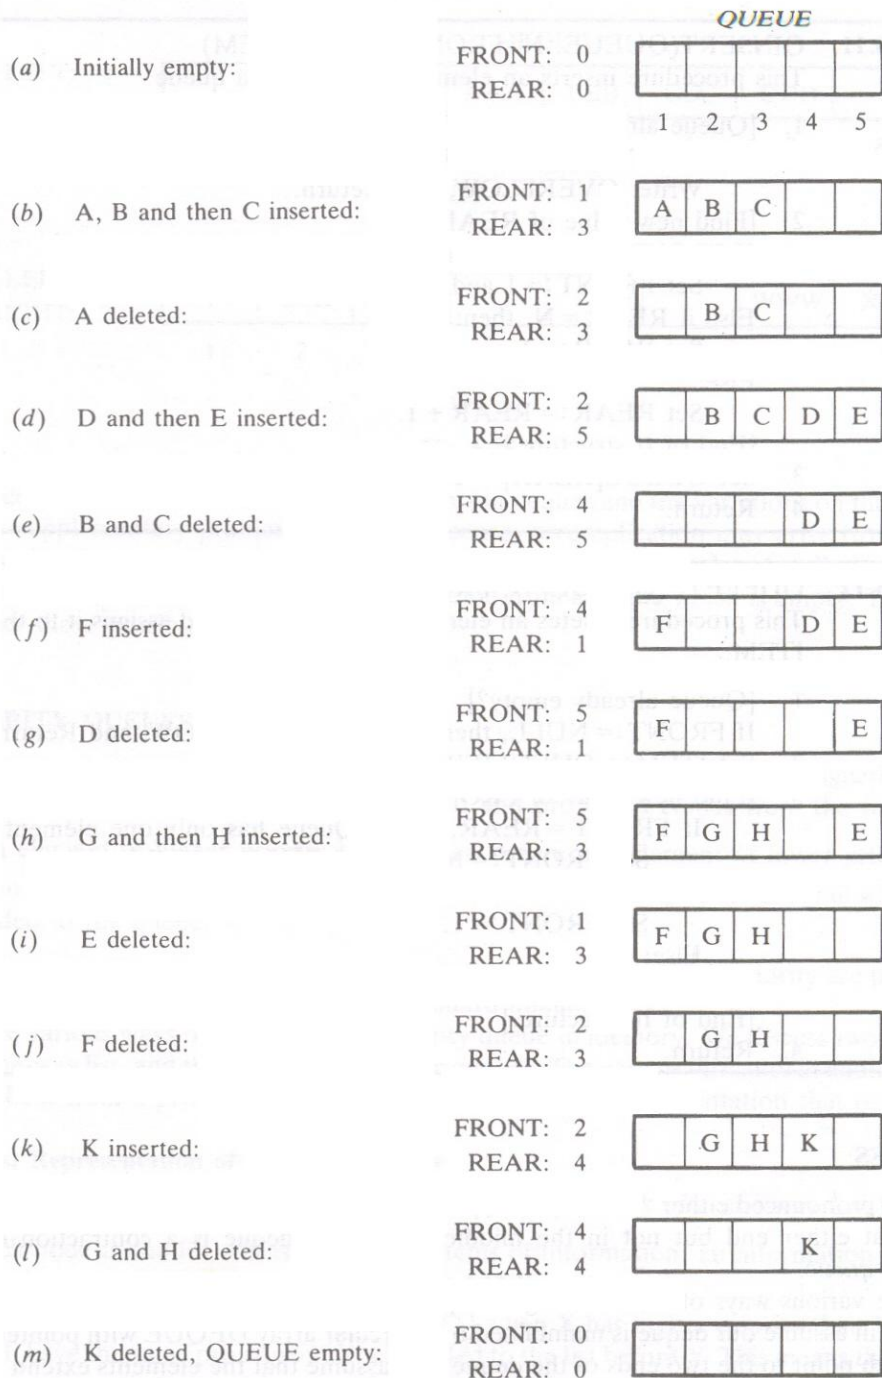 QUEUE
(a) Initially empty: FRONT: 0
REAR: 0
1 2 3 4 5
(b) A, B and then C inserted: FRONT: 1
REAR: 3
A B C
(c) A deleted: FRONT: 2
REAR: 3
B C
(d) D and then E inserted: FRONT: 2
REAR: 5
B C D E
(e) B and C deleted: FRONT: 4
REAR: 5
D E
(f) F inserted: FRONT: 4
REAR: 1
F D E
(g) D deleted: FRONT: 5
REAR: 1
F E
(h) G and then H inserted: FRONT: 5
REAR: 3
F G H E
(i) E deleted: FRONT: 1
REAR: 3
F G H
(j) F deleted: FRONT: 2
REAR: 3
G H
(k) K inserted: FRONT: 2
REAR: 4
G H K
(l) G and H deleted: FRONT: 4
REAR: 4
K
(m) K deleted, QUEUE empty: FRONT: 0
REAR: 0